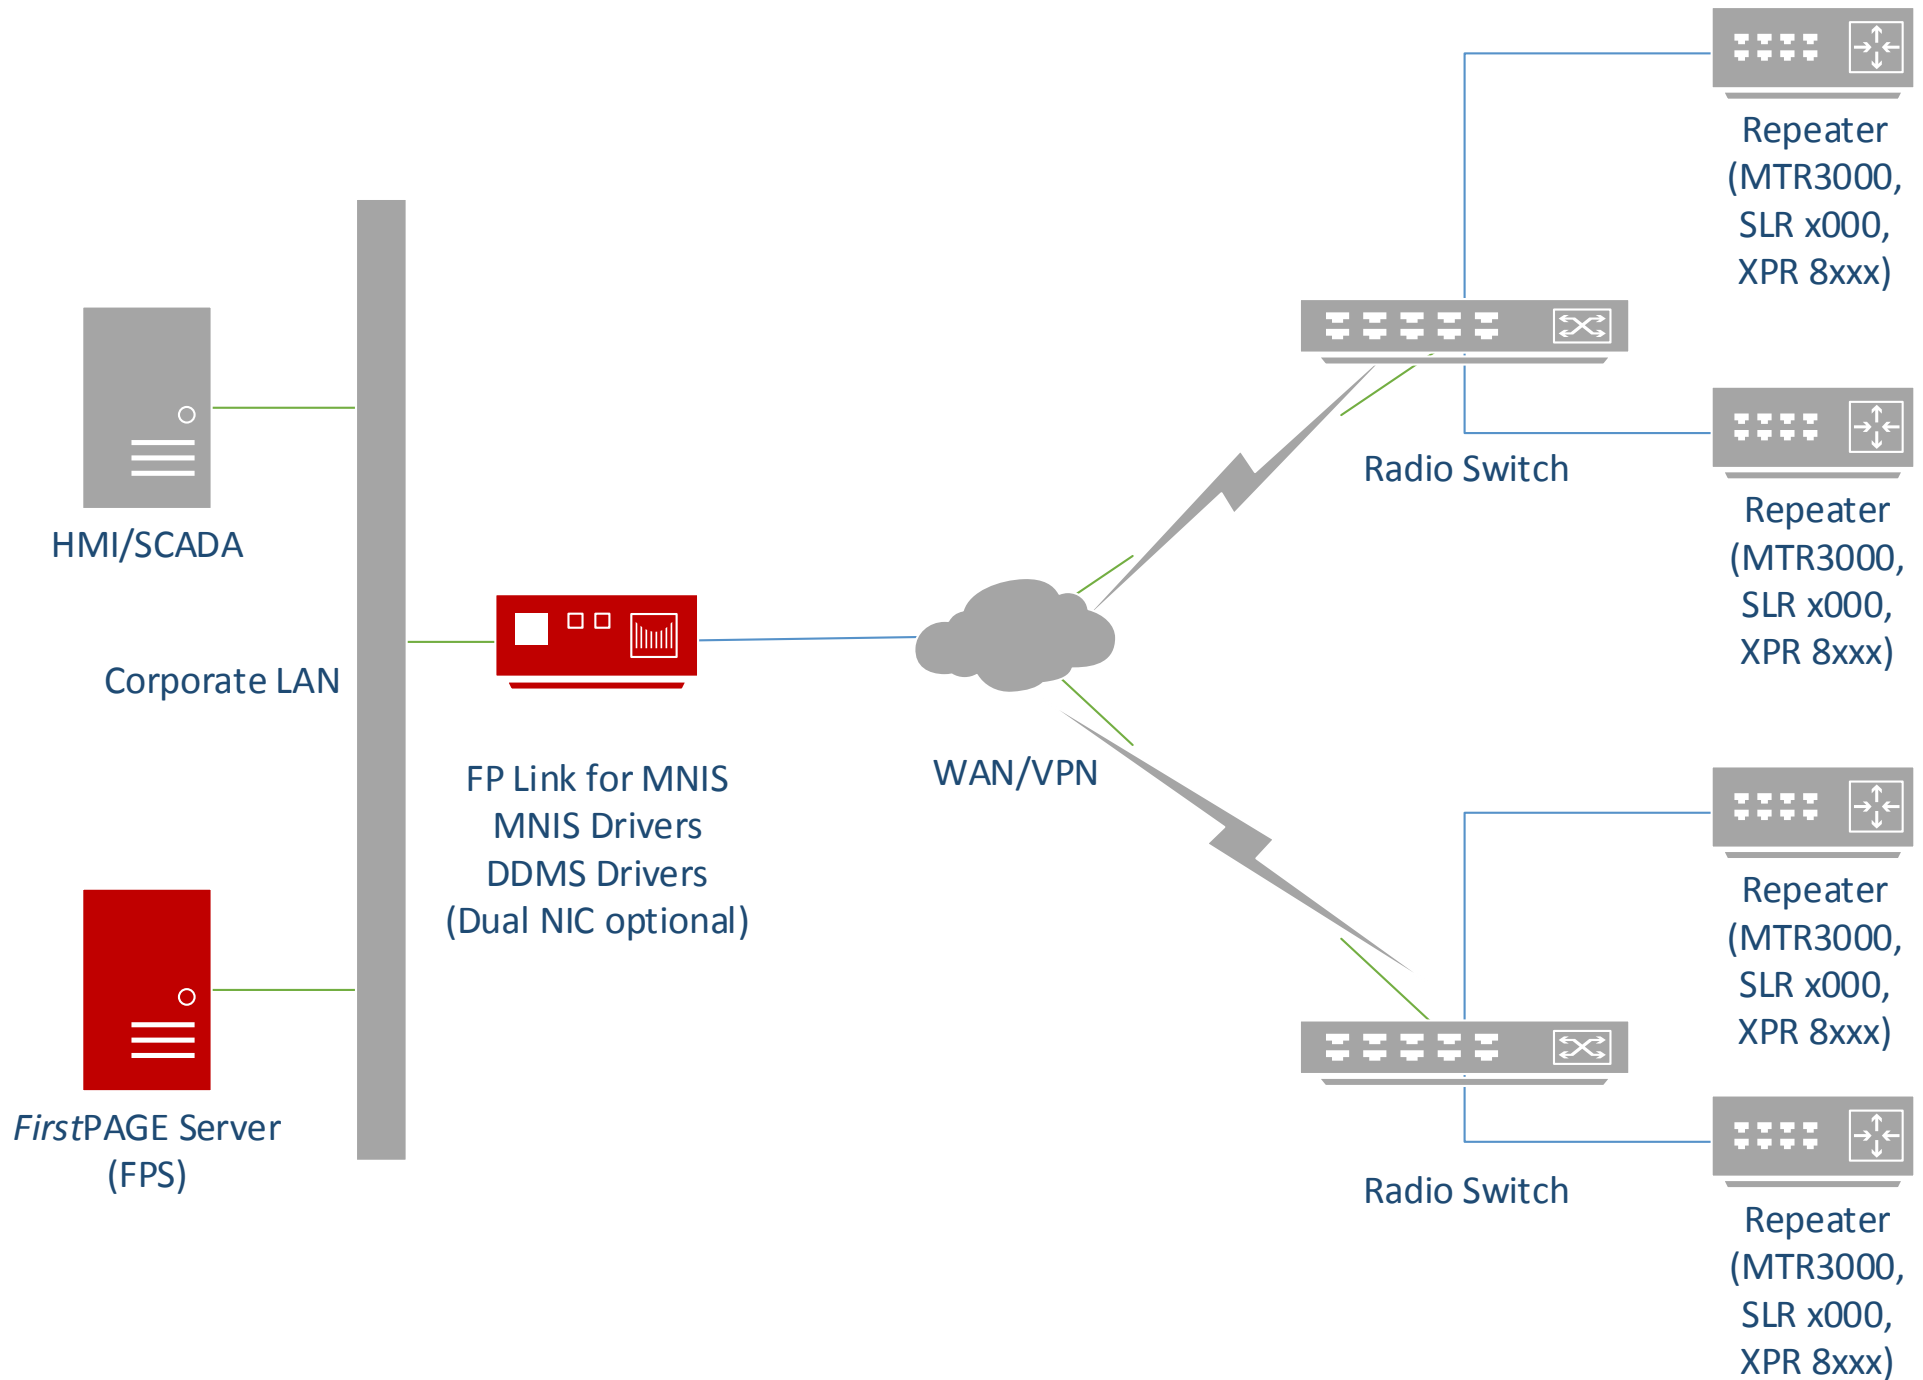 Repeater
(MTR3000,
SLR x000,
XPR 8xxx)
HMI/SCADA
Radio Switch
Repeater
(MTR3000,
SLR x000,
XPR 8xxx)
Corporate LAN
FP Link for MNIS
MNIS Drivers
DDMS Drivers
(Dual NIC optional)
WAN/VPN
Repeater
(MTR3000,
SLR x000,
XPR 8xxx)
FirstPAGE Server
(FPS)
Radio Switch
Repeater
(MTR3000,
SLR x000,
XPR 8xxx)